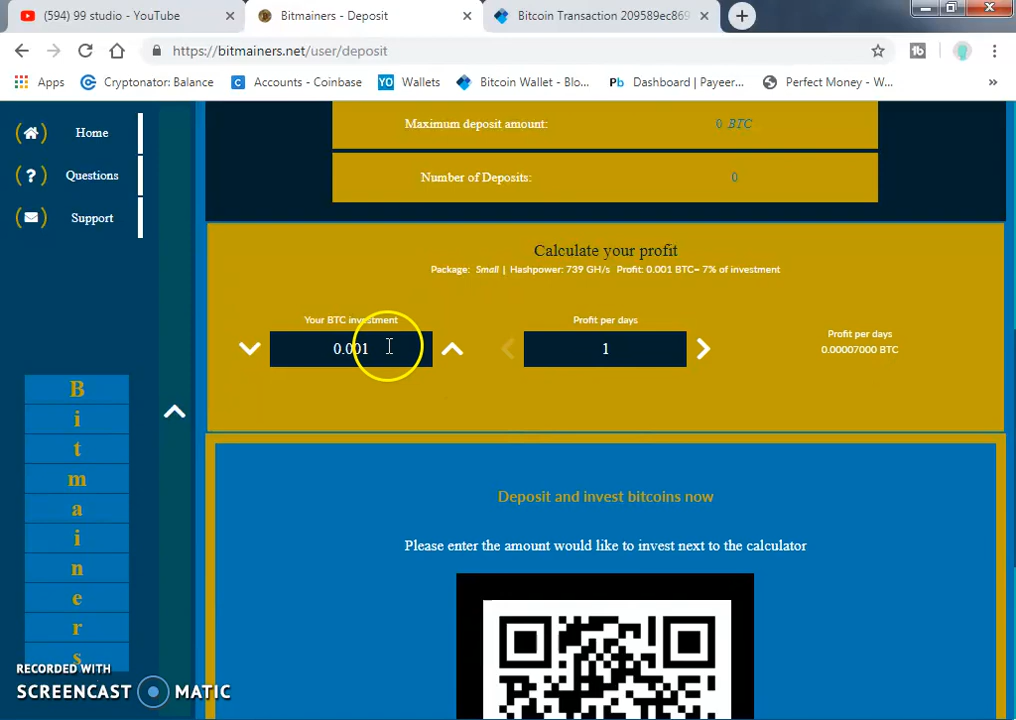 (594) 99 studio - YouTube
Bitmainers - Deposit
Bitcoin Transaction 209589ec869
https://bitmainers.net/user/deposit
Apps
Cryptonator: Balance
Accounts - Coinbase
YO Wallets
Bitcoin Wallet - Blo...
Pb Dashboard | Payeer...
Perfect Money - W...
»
Home
Questions
Support
Maximum deposit amount: 0 BTC
Number of Deposits: 0
Calculate your profit
Package: Small | Hashpower: 739 GH/s Profit: 0.001 BTC= 7% of investment
Your BTC investment
0.001
Profit per days
1
Profit per days
0.00007000 BTC
Deposit and invest bitcoins now
Please enter the amount would like to invest next to the calculator
B
i
t
m
a
i
n
e
r
s
RECORDED WITH
SCREENCAST MATIC